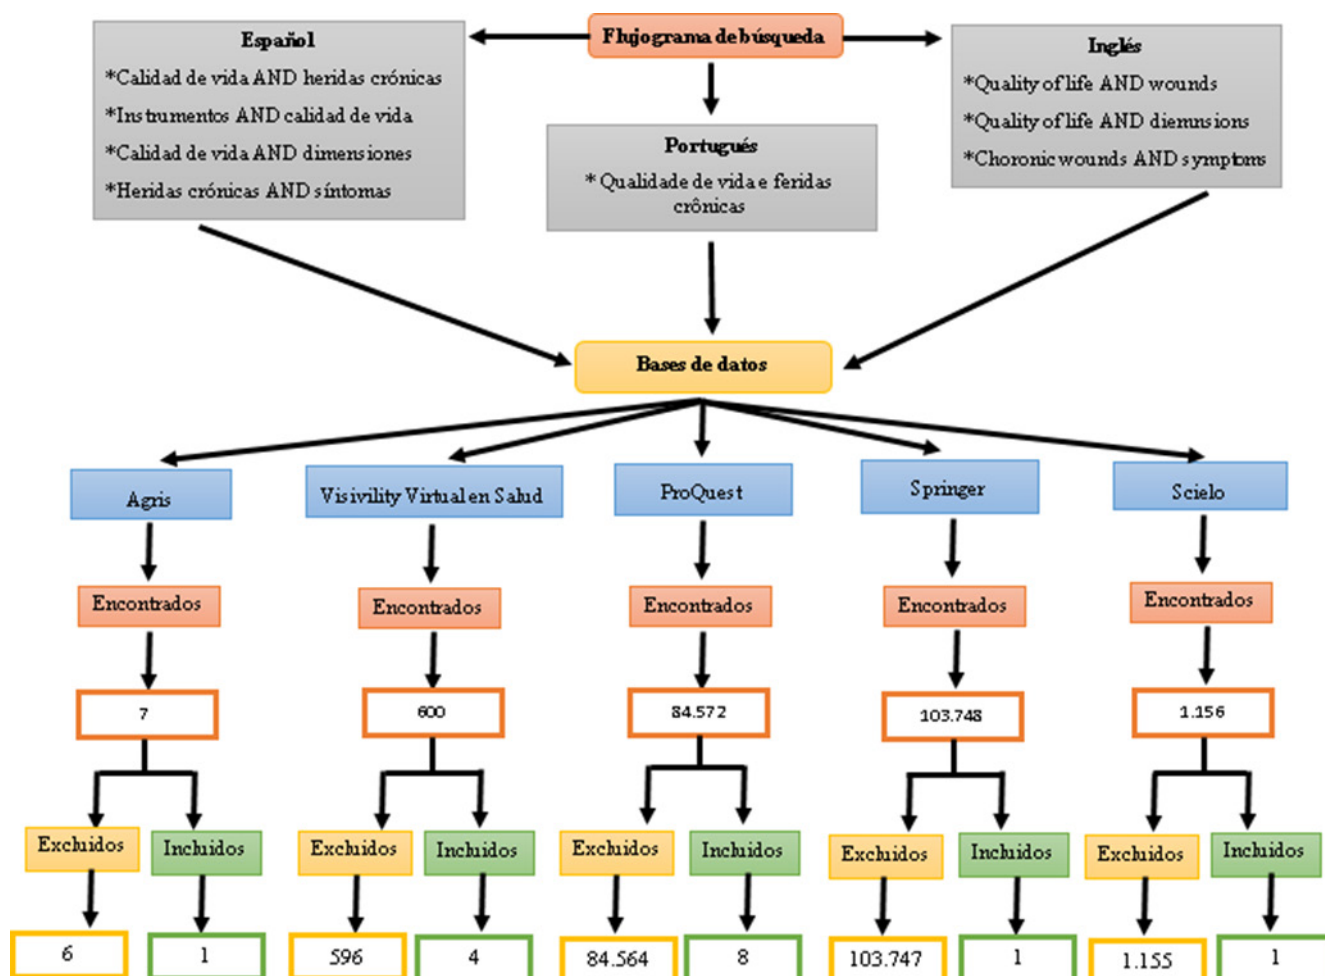 Flujograma de búsqueda
Español
*Calidad de vida AND heridas crónicas
*Instrumentos AND calidad de vida
*Calidad de vida AND dimensiones
*Heridas crónicas AND síntomas
Portugués
* Qualidade de vida e feridas
crônicas
Inglés
*Quality of life AND wounds
*Quality of life AND diemnsions
*Choronic wounds AND symptoms
Bases de datos
Agris
Visivility Virtual en Salud
ProQuest
Springer
Scielo
Encontrados
Encontrados
Encontrados
Encontrados
Encontrados
7
600
84.572
103.748
1.156
Excluidos
Incluidos
Excluidos
Incluidos
Excluidos
Incluidos
Excluidos
Incluidos
Excluidos
Incluidos
6
1
596
4
84.564
8
103.747
1
1.155
1